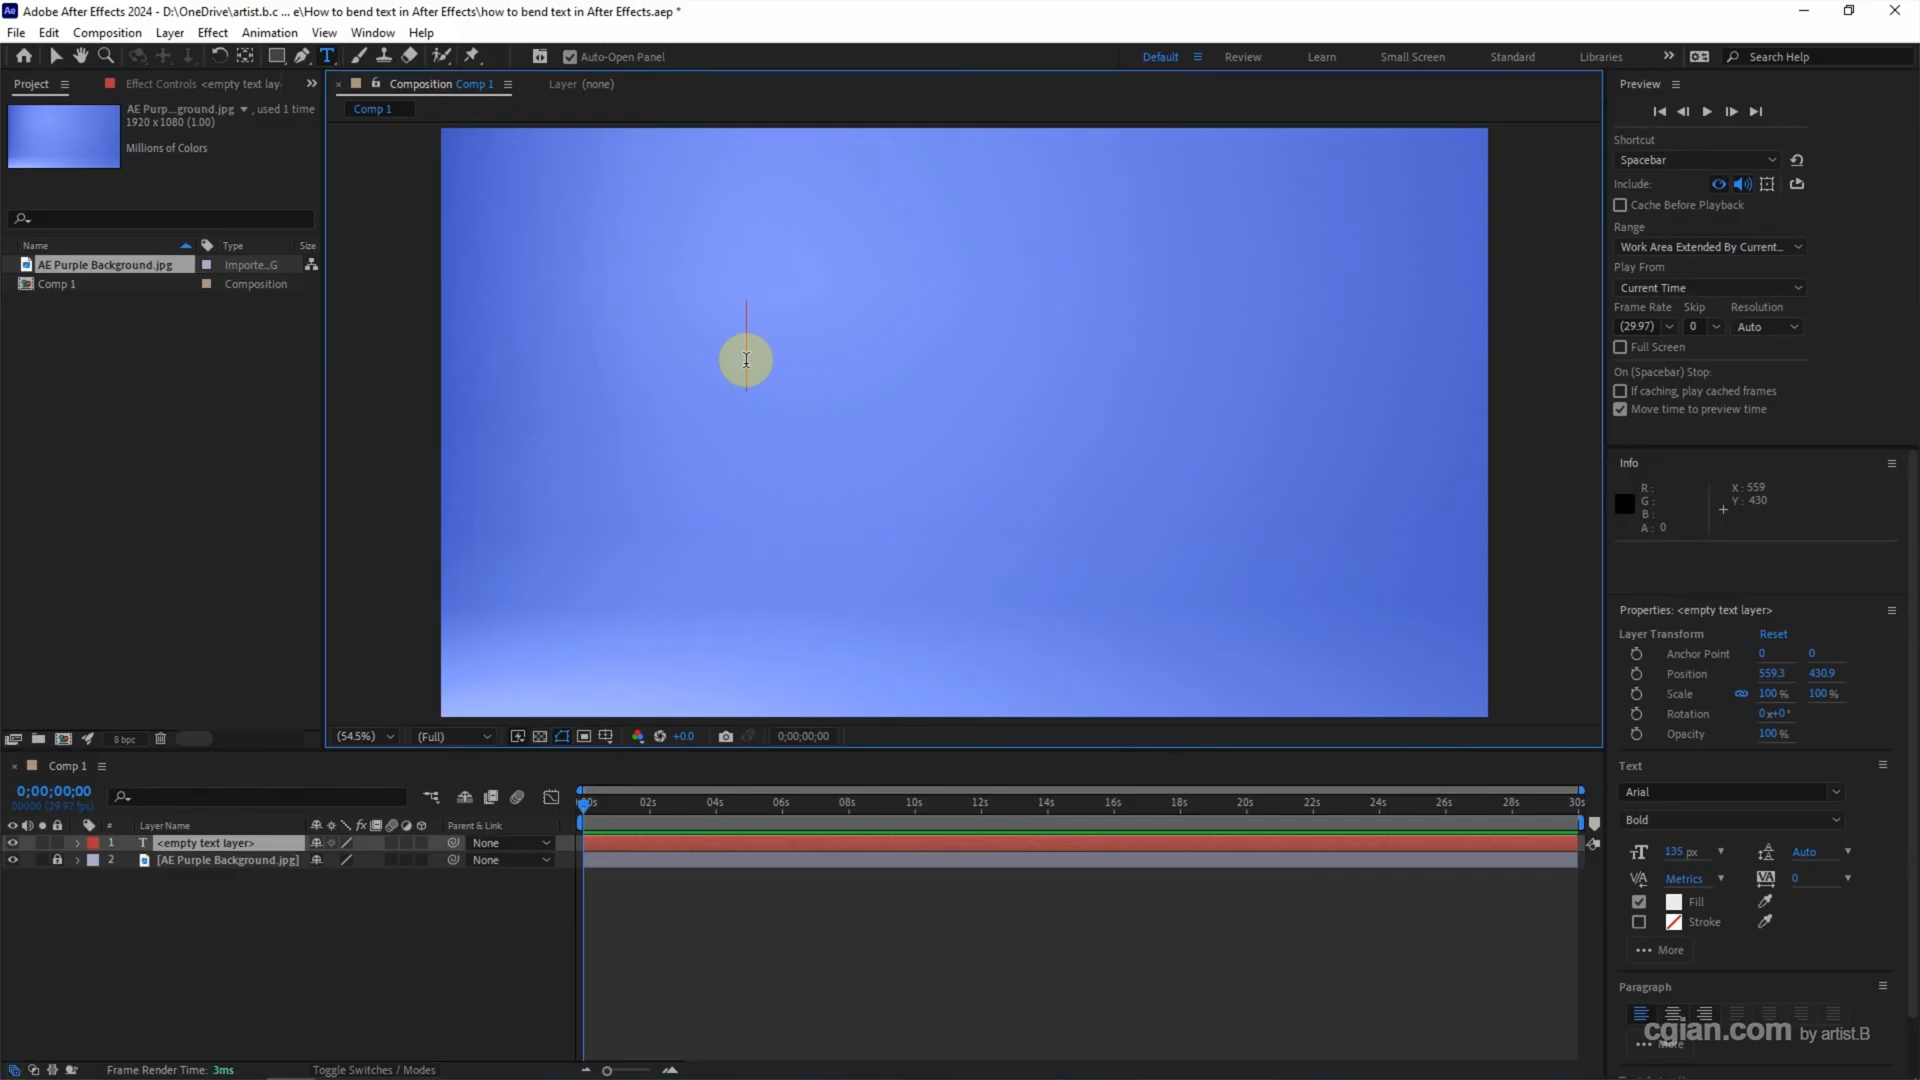 Adobe After Effects 2024 - D:\OneDrive\artist.b.c ... e\How to bend text in After Effects\how to bend text in After Effects.aep *
File Edit Composition Layer Effect Animation View Window Help
Auto-Open Panel
Default Review Learn Small Screen Standard Libraries
Search Help
Project
Effect Controls <empty text lay
AE Purp...ground.jpg , used 1 time
1920 x 1080 (1.00)
Millions of Colors
Name Type Size
AE Purple Background.jpg Importe...G
Comp 1 Composition
8 bpc
Composition Comp 1
Layer (none)
Comp 1
(54.5%) (Full) +0.0 0;00;00;00
Preview
Shortcut
Spacebar
Include:
Cache Before Playback
Range
Work Area Extended By Current...
Play From
Current Time
Frame Rate Skip Resolution
(29.97) 0 Auto
Full Screen
On (Spacebar) Stop:
If caching, play cached frames
Move time to preview time
Info
R :
G :
B :
A : 0
X : 559
Y : 430
Properties: <empty text layer>
Layer Transform Reset
Anchor Point 0 0
Position 559.3 430.9
Scale 100 % 100 %
Rotation 0x+0°
Opacity 100 %
Text
Arial
Bold
135 px Auto
Metrics 0
Fill
Stroke
More
Paragraph
More
cgian.com by artist.B
Comp 1
0;00;00;00
00000 (29.97 fps)
02s 04s 06s 08s 10s 12s 14s 16s 18s 20s 22s 24s 26s 28s 30s
# Layer Name Parent & Link
1 T <empty text layer> None
2 [AE Purple Background.jpg] None
Frame Render Time: 3ms
Toggle Switches / Modes